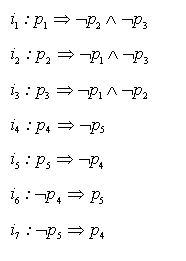 i₁ : p₁ ⇒ ¬p₂ ∧ ¬p₃
i₂ : p₂ ⇒ ¬p₁ ∧ ¬p₃
i₃ : p₃ ⇒ ¬p₁ ∧ ¬p₂
i₄ : p₄ ⇒ ¬p₅
i₅ : p₅ ⇒ ¬p₄
i₆ : ¬p₄ ⇒ p₅
i₇ : ¬p₅ ⇒ p₄